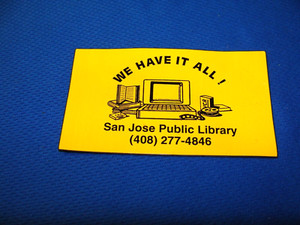 WE HAVE IT ALL!
San Jose Public Library
(408) 277-4846